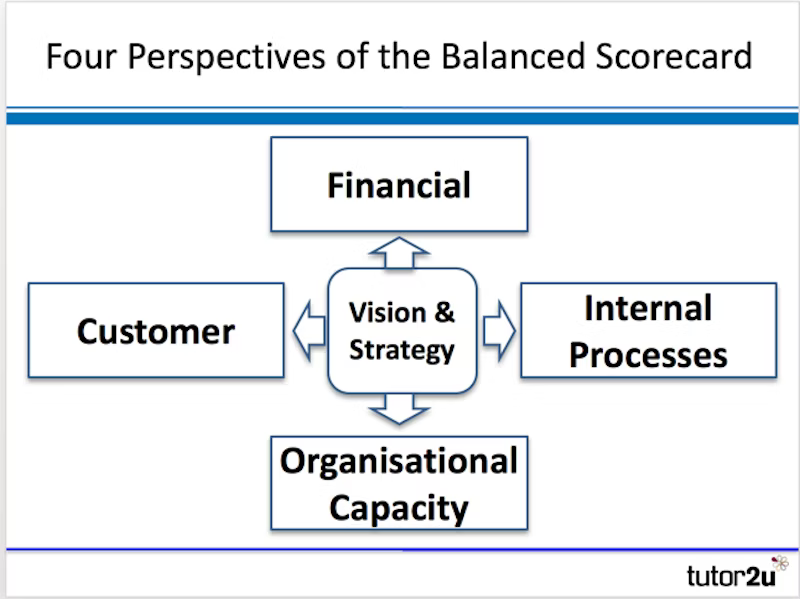 Four Perspectives of the Balanced Scorecard
Financial
Customer
Vision &
Strategy
Internal
Processes
Organisational
Capacity
tutor2u